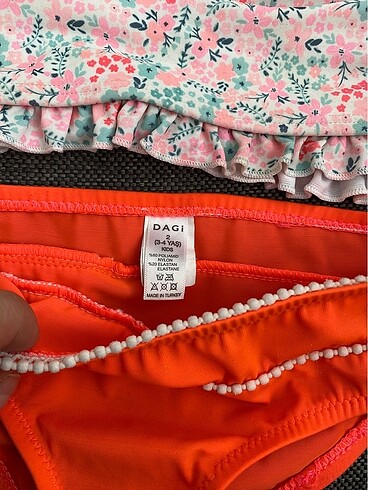 DAGİ
2
(3-4 YAŞ)
KIDS
%80 POLIAMID
NYLON
%20 ELASTAN
ELASTANE
MADE IN TURKEY